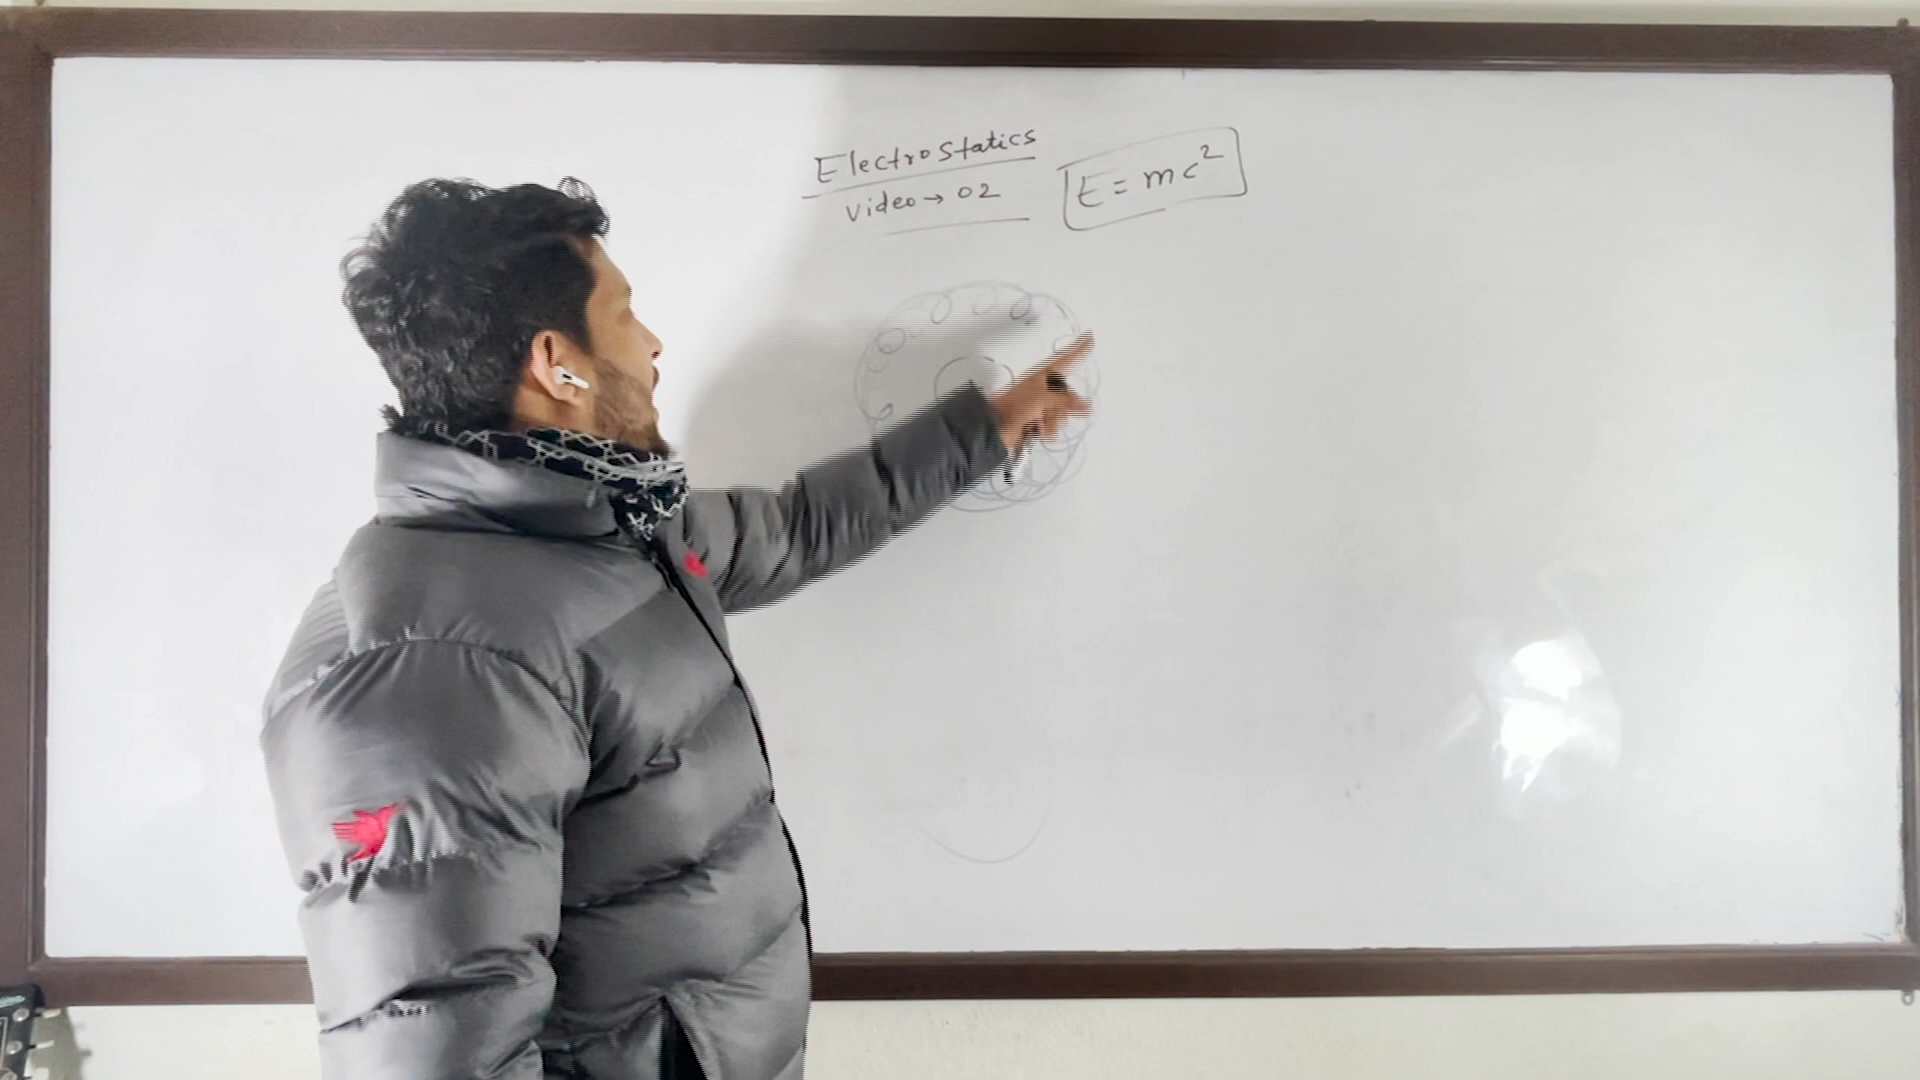 Electrostatics
Video → 02
E = mc²